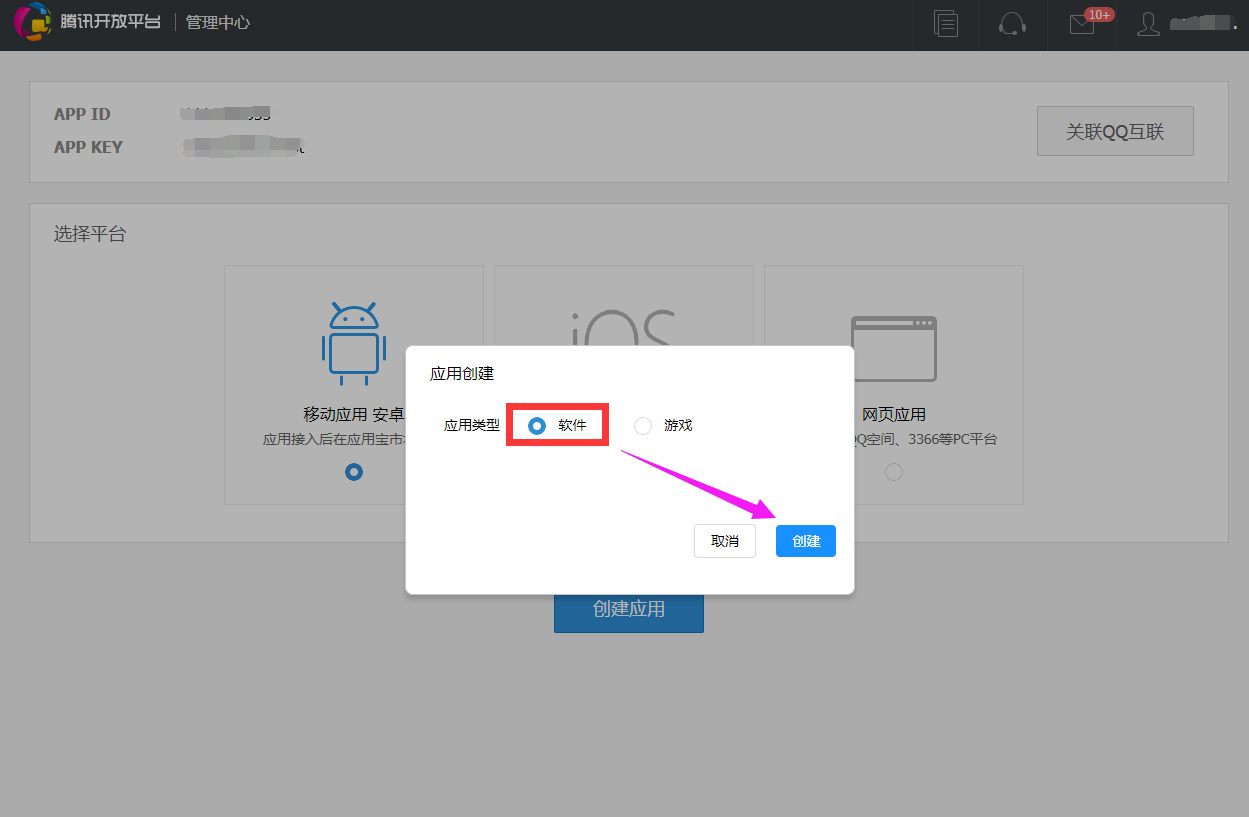 腾讯开放平台 管理中心
10+
APP ID
APP KEY
关联QQ互联
选择平台
iOS
移动应用 安卓
应用接入后在应用宝市
网页应用
QQ空间、3366等PC平台
应用创建
应用类型 软件 游戏
取消 创建
创建应用